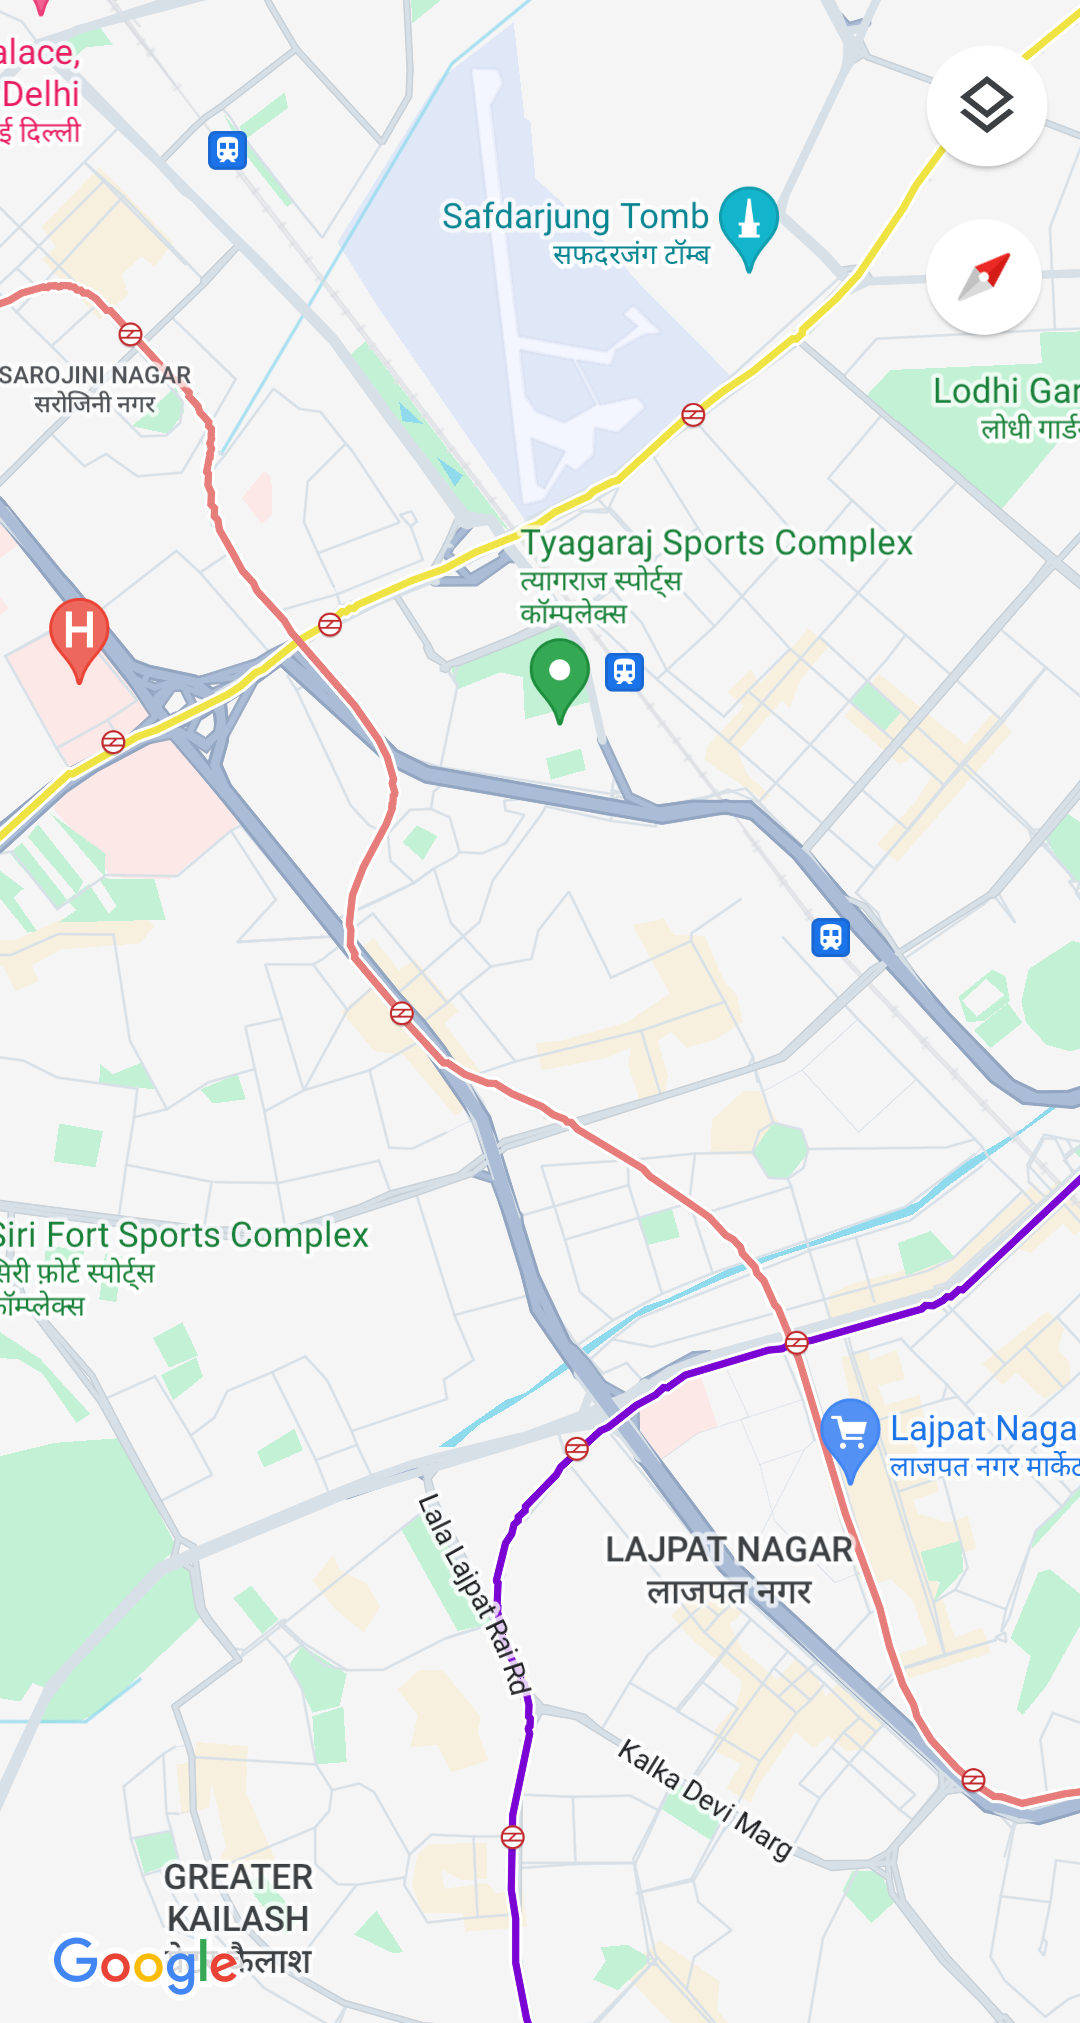 alace,
Delhi
ई दिल्ली
Safdarjung Tomb
सफदरजंग टॉम्ब
SAROJINI NAGAR
सरोजिनी नगर
Lodhi Gar
लोधी गार्ड
Tyagaraj Sports Complex
त्यागराज स्पोर्ट्स
कॉम्पलेक्स
H
Siri Fort Sports Complex
सिरी फ़ोर्ट स्पोर्ट्स
कॉम्प्लेक्स
Lajpat Naga
लाजपत नगर मार्केट
Lala Lajpat Rai Rd
LAJPAT NAGAR
लाजपत नगर
Kalka Devi Marg
GREATER
KAILASH
कैलाश
Google